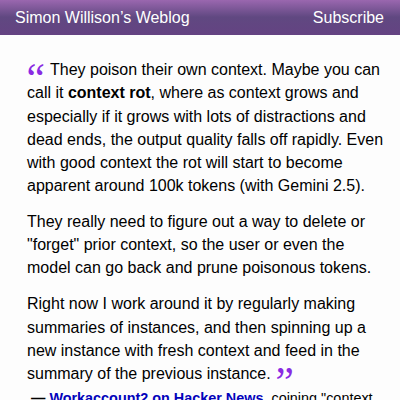 Simon Willison’s Weblog Subscribe
“ They poison their own context. Maybe you can
call it context rot, where as context grows and
especially if it grows with lots of distractions and
dead ends, the output quality falls off rapidly. Even
with good context the rot will start to become
apparent around 100k tokens (with Gemini 2.5).
They really need to figure out a way to delete or
"forget" prior context, so the user or even the
model can go back and prune poisonous tokens.
Right now I work around it by regularly making
summaries of instances, and then spinning up a
new instance with fresh context and feed in the
summary of the previous instance. ”
— Workaccount2 on Hacker News, coining "context